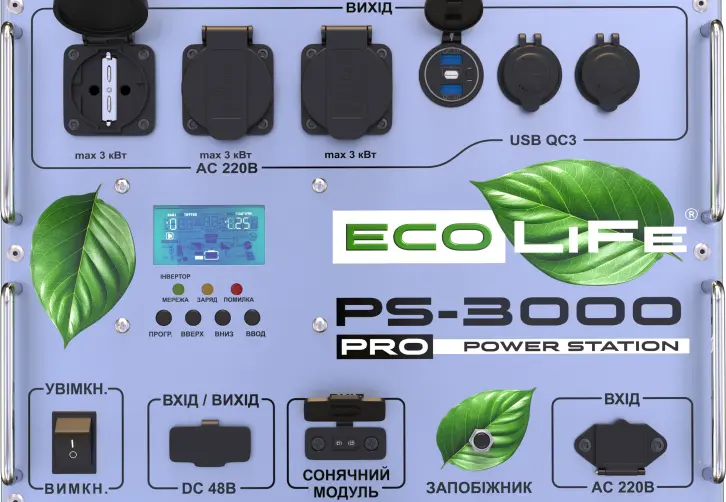 ВИХІД
max 3 кВт
max 3 кВт
max 3 кВт
USB QC3
AC 220В
®
ECO LIFE
ІНВЕРТОР
МЕРЕЖА ЗАРЯД ПОМИЛКА
PS-3000
ПРОГР. ВВЕРХ ВНИЗ ВВОД
PRO POWER STATION
УВІМКН.
ВХІД / ВИХІД
ВХІД
СОНЯЧНИЙ
МОДУЛЬ
ВИМКН.
DC 48В
ЗАПОБІЖНИК
AC 220В